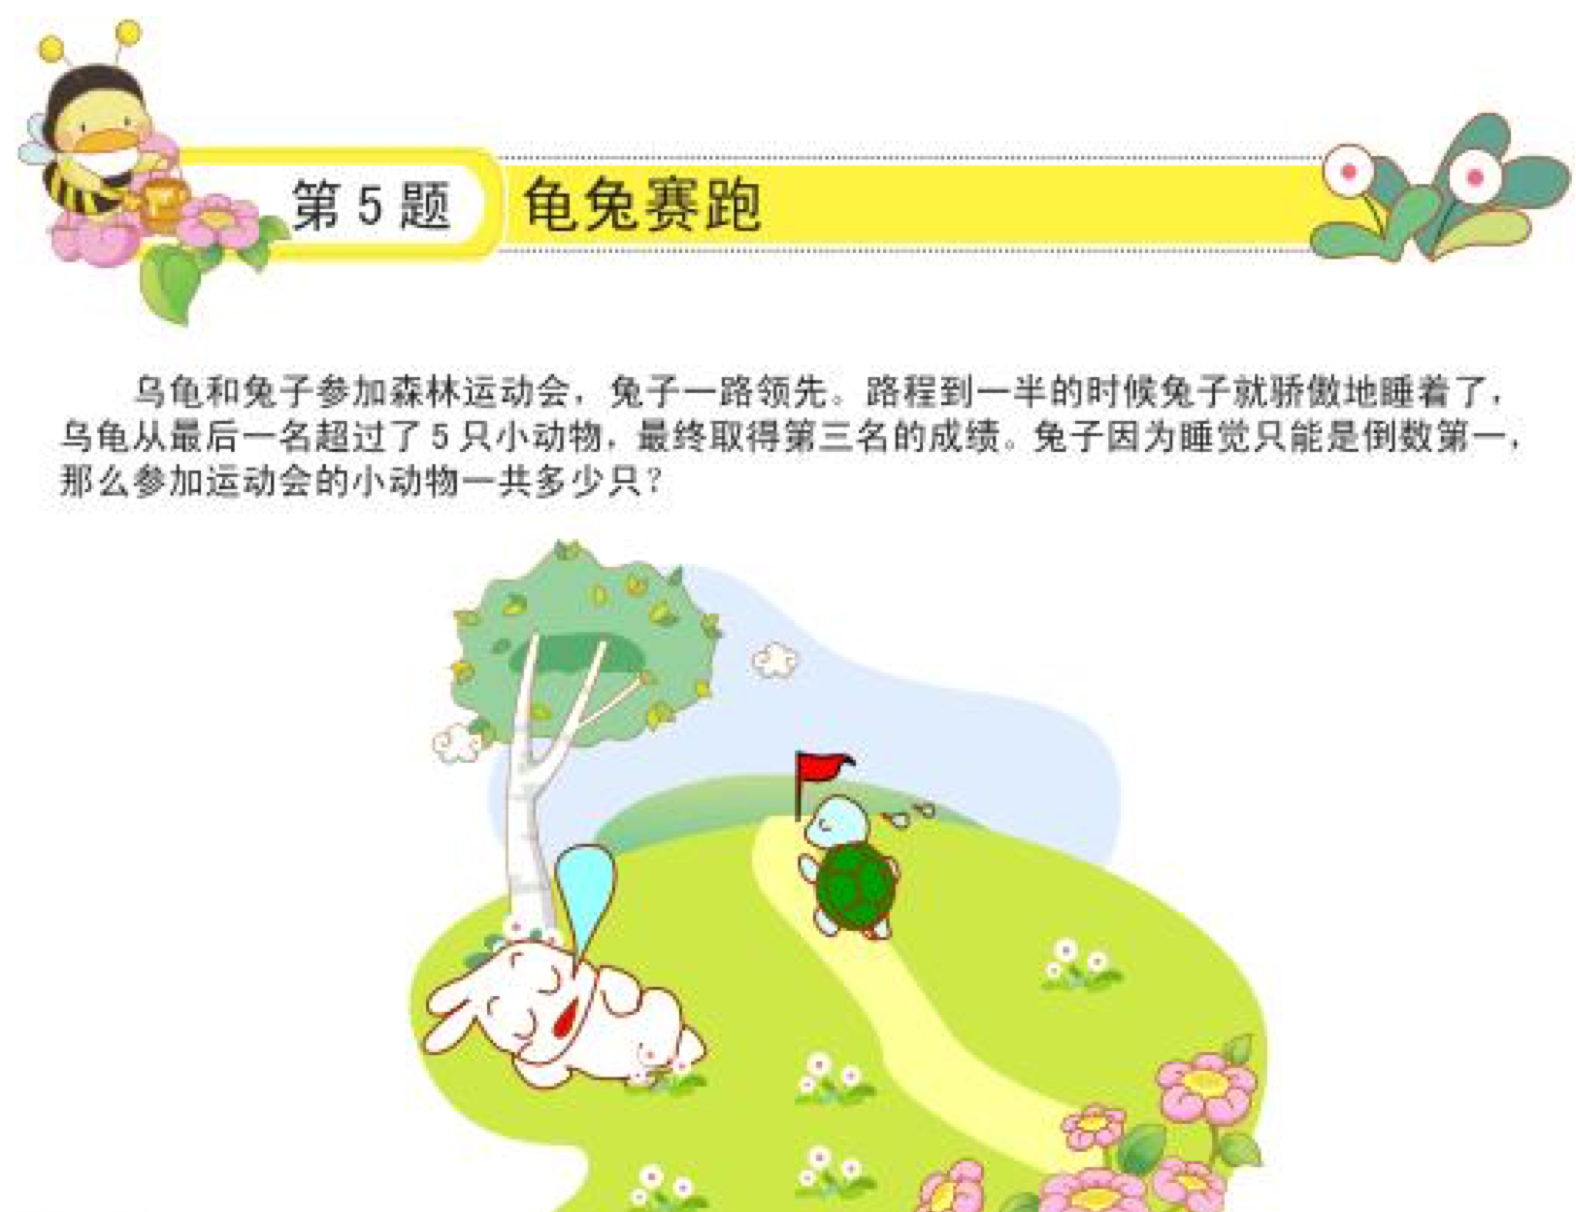 第5题 龟兔赛跑
乌龟和兔子参加森林运动会，兔子一路领先。路程到一半的时候兔子就骄傲地睡着了，
乌龟从最后一名超过了5只小动物，最终取得第三名的成绩。兔子因为睡觉只能是倒数第一，
那么参加运动会的小动物一共多少只？